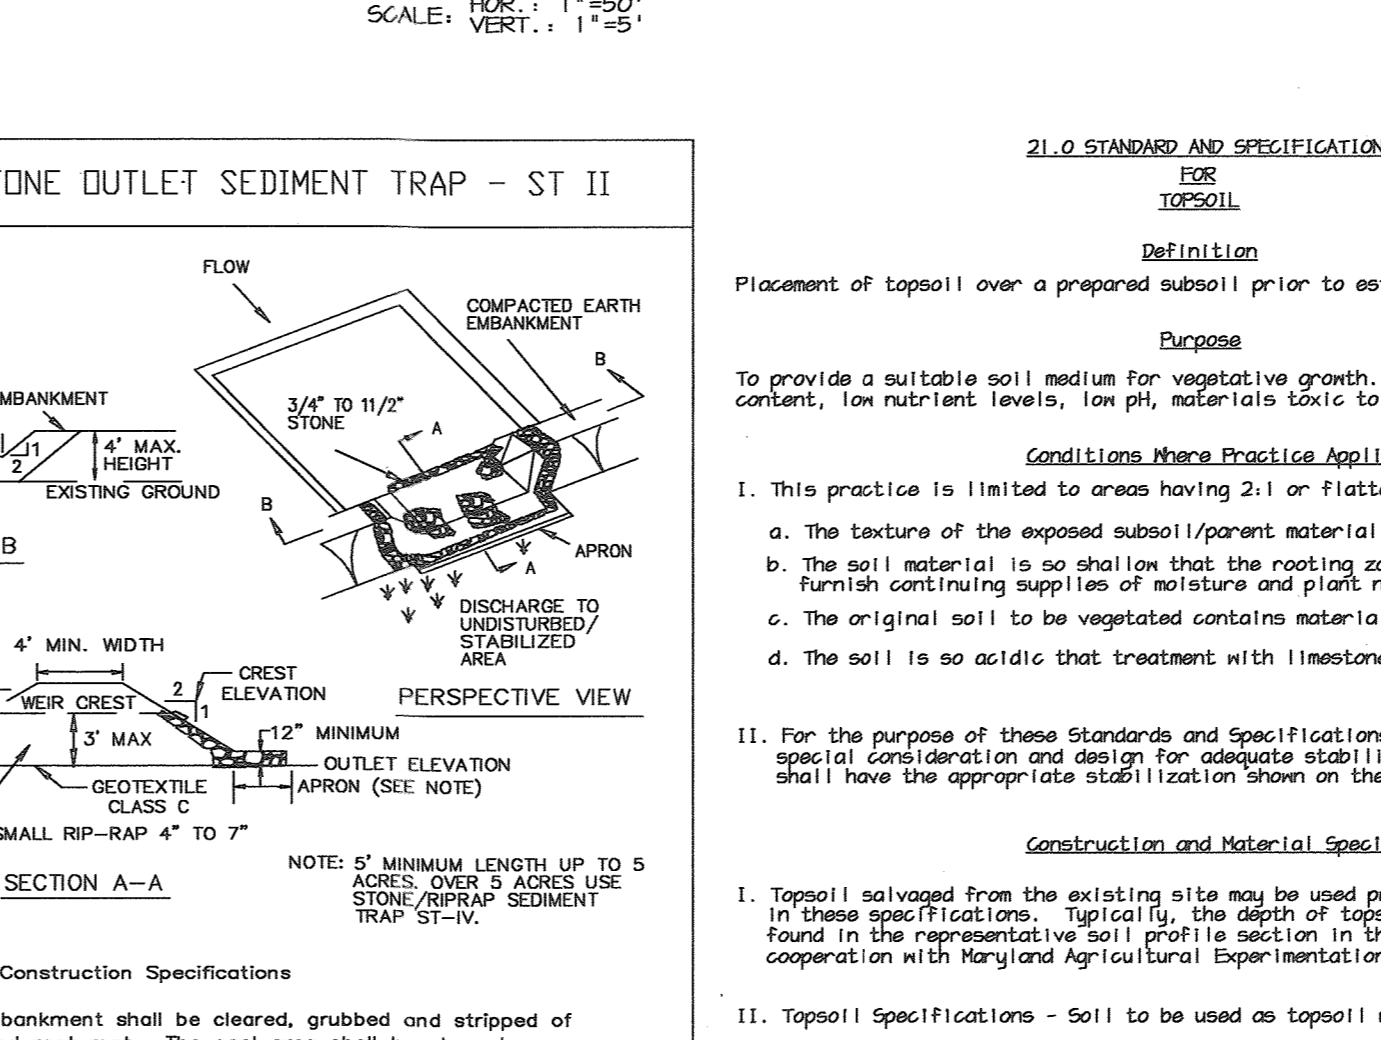 SCALE: HOR.: 1"=50'
VERT.: 1"=5'
STONE OUTLET SEDIMENT TRAP - ST II
FLOW
COMPACTED EARTH
EMBANKMENT
B
3/4" TO 11/2"
STONE
A
B
APRON
A
DISCHARGE TO
UNDISTURBED/
STABILIZED
AREA
PERSPECTIVE VIEW
MBANKMENT
1
2
4' MAX.
HEIGHT
EXISTING GROUND
B
4' MIN. WIDTH
CREST
ELEVATION
2
1
WEIR CREST
3' MAX
12" MINIMUM
OUTLET ELEVATION
GEOTEXTILE
CLASS C
APRON (SEE NOTE)
SMALL RIP-RAP 4" TO 7"
SECTION A-A
NOTE: 5' MINIMUM LENGTH UP TO 5
ACRES. OVER 5 ACRES USE
STONE/RIPRAP SEDIMENT
TRAP ST-IV.
Construction Specifications
bankment shall be cleared, grubbed and stripped of
21.0 STANDARD AND SPECIFICATION
FOR
TOPSOIL
Definition
Placement of topsoil over a prepared subsoil prior to es
Purpose
To provide a suitable soil medium for vegetative growth.
content, low nutrient levels, low pH, materials toxic to
Conditions Where Practice Appli
I. This practice is limited to areas having 2:1 or flatt
a. The texture of the exposed subsoil/parent material
b. The soil material is so shallow that the rooting zo
furnish continuing supplies of moisture and plant n
c. The original soil to be vegetated contains materia
d. The soil is so acidic that treatment with limestone
II. For the purpose of these Standards and Specifications
special consideration and design for adequate stabili
shall have the appropriate stabilization shown on the
Construction and Material Speci
I. Topsoil salvaged from the existing site may be used pr
in these specifications. Typically, the depth of tops
found in the representative soil profile section in th
cooperation with Maryland Agricultural Experimentation
II. Topsoil Specifications - Soil to be used as topsoil